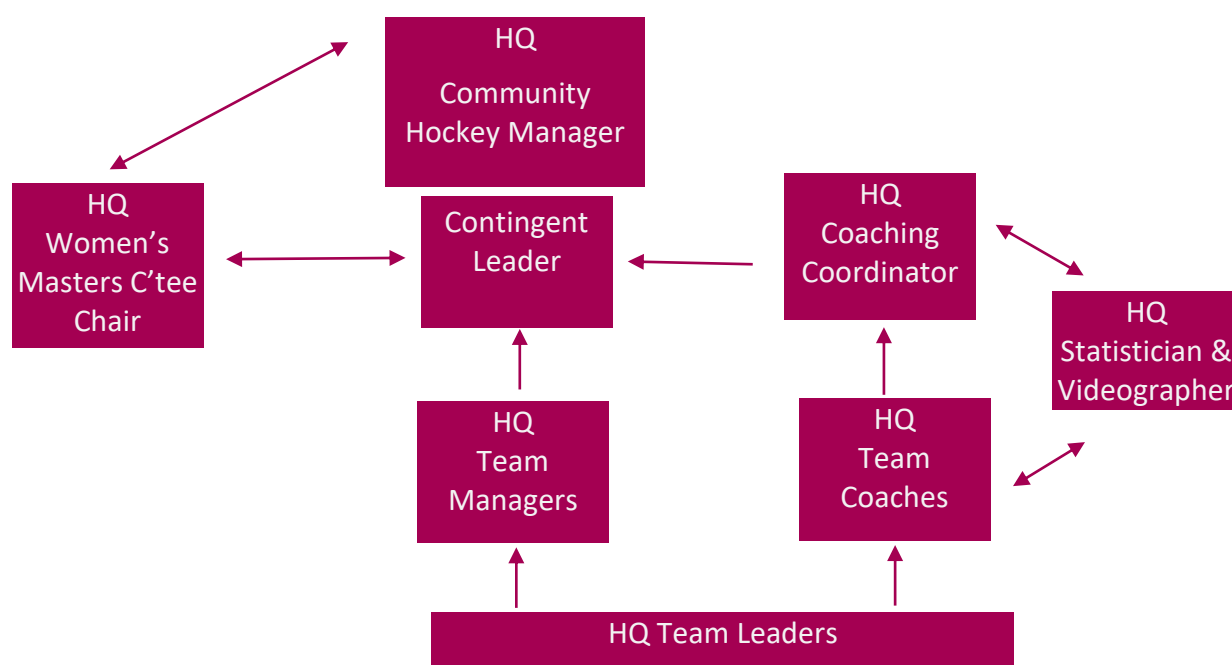 HQ
Community
Hockey Manager
HQ
Women’s
Masters C’tee
Chair
Contingent
Leader
HQ
Coaching
Coordinator
HQ
Statistician &
Videographer
HQ
Team
Managers
HQ
Team
Coaches
HQ Team Leaders